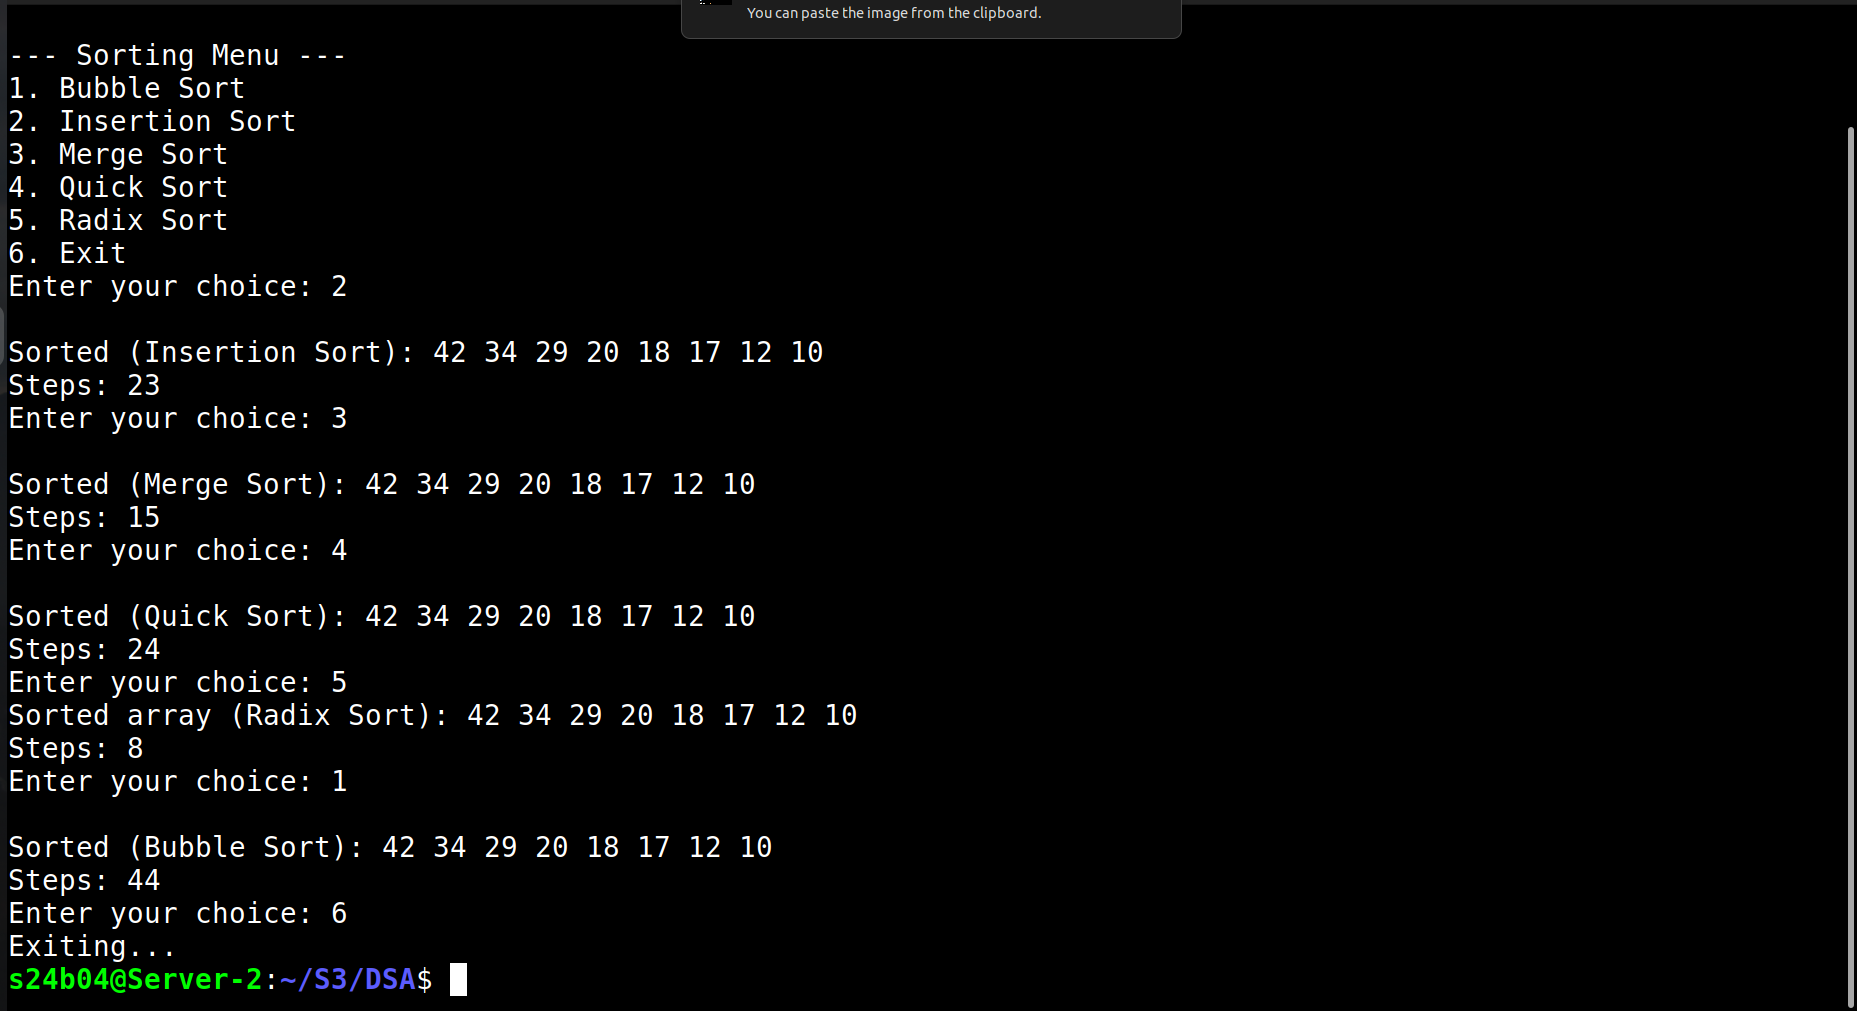 You can paste the image from the clipboard.
--- Sorting Menu ---
1. Bubble Sort
2. Insertion Sort
3. Merge Sort
4. Quick Sort
5. Radix Sort
6. Exit
Enter your choice: 2
Sorted (Insertion Sort): 42 34 29 20 18 17 12 10
Steps: 23
Enter your choice: 3
Sorted (Merge Sort): 42 34 29 20 18 17 12 10
Steps: 15
Enter your choice: 4
Sorted (Quick Sort): 42 34 29 20 18 17 12 10
Steps: 24
Enter your choice: 5
Sorted array (Radix Sort): 42 34 29 20 18 17 12 10
Steps: 8
Enter your choice: 1
Sorted (Bubble Sort): 42 34 29 20 18 17 12 10
Steps: 44
Enter your choice: 6
Exiting...
s24b04@Server-2:~/S3/DSA$